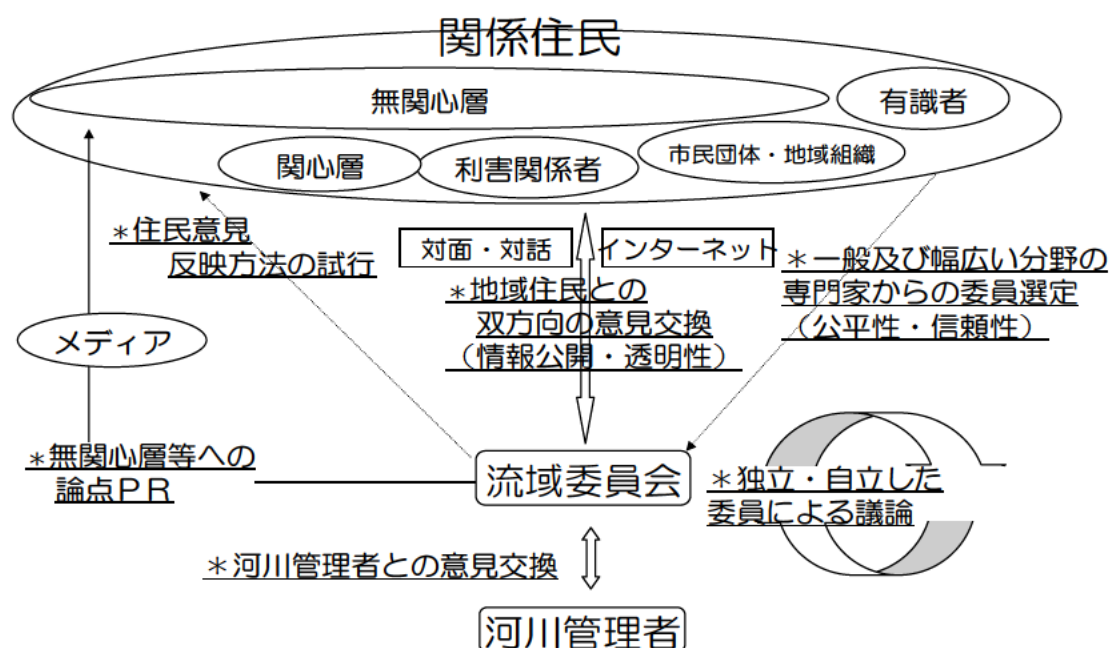 関係住民
無関心層
有識者
関心層
利害関係者
市民団体・地域組織
＊住民意見
反映方法の試行
対面・対話
インターネット
＊地域住民との
双方向の意見交換
（情報公開・透明性）
＊一般及び幅広い分野の
専門家からの委員選定
（公平性・信頼性）
メディア
＊無関心層等への
論点ＰＲ
流域委員会
＊独立・自立した
委員による議論
＊河川管理者との意見交換
河川管理者